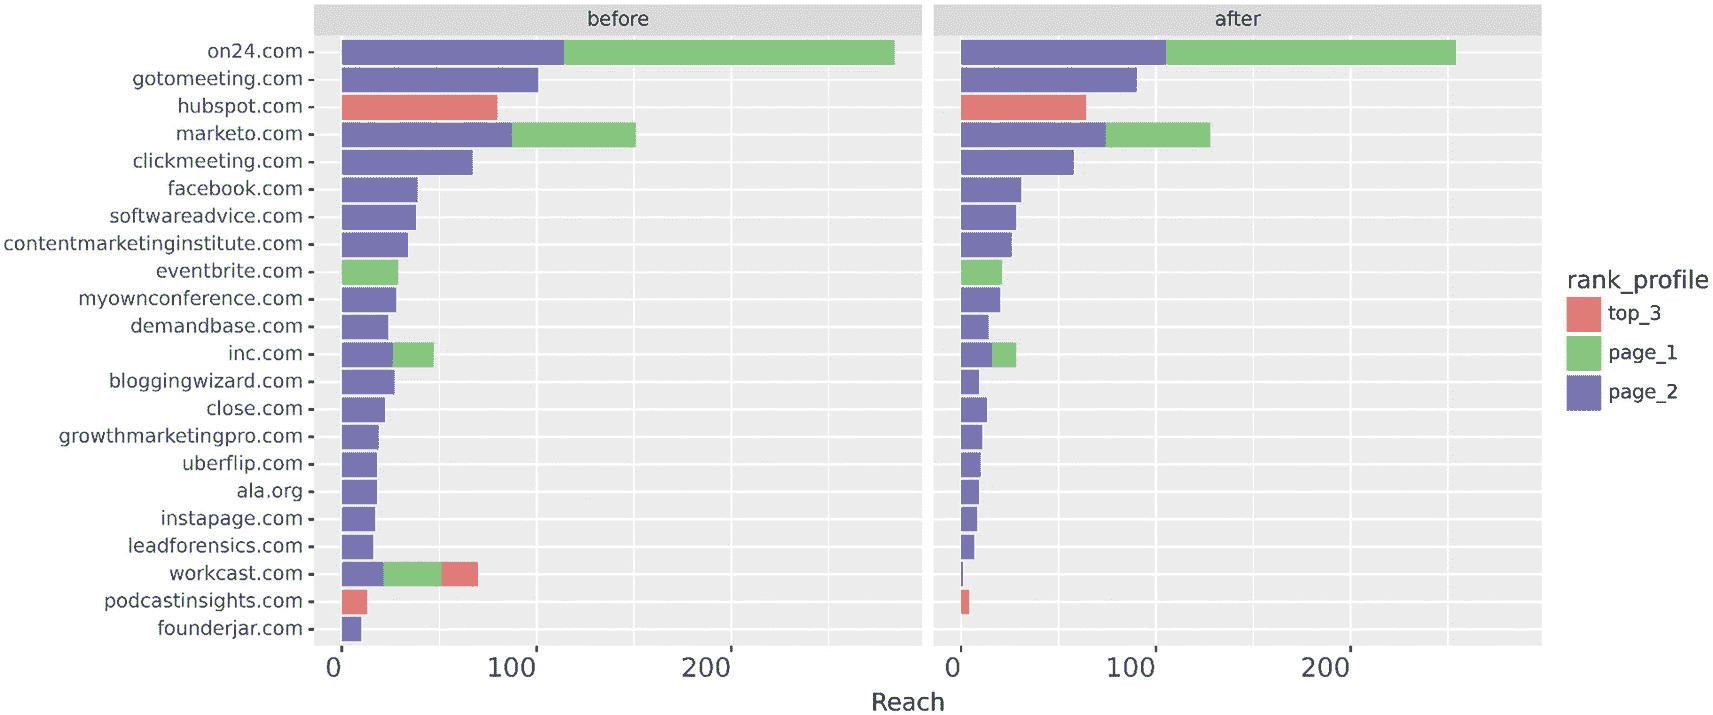 before
after
on24.com
gotomeeting.com
hubspot.com
marketo.com
clickmeeting.com
facebook.com
softwareadvice.com
contentmarketinginstitute.com
eventbrite.com
myownconference.com
demandbase.com
inc.com
bloggingwizard.com
close.com
growthmarketingpro.com
uberflip.com
ala.org
instapage.com
leadforensics.com
workcast.com
podcastinsights.com
founderjar.com
0 100 200
0 100 200
Reach
rank_profile
top_3
page_1
page_2